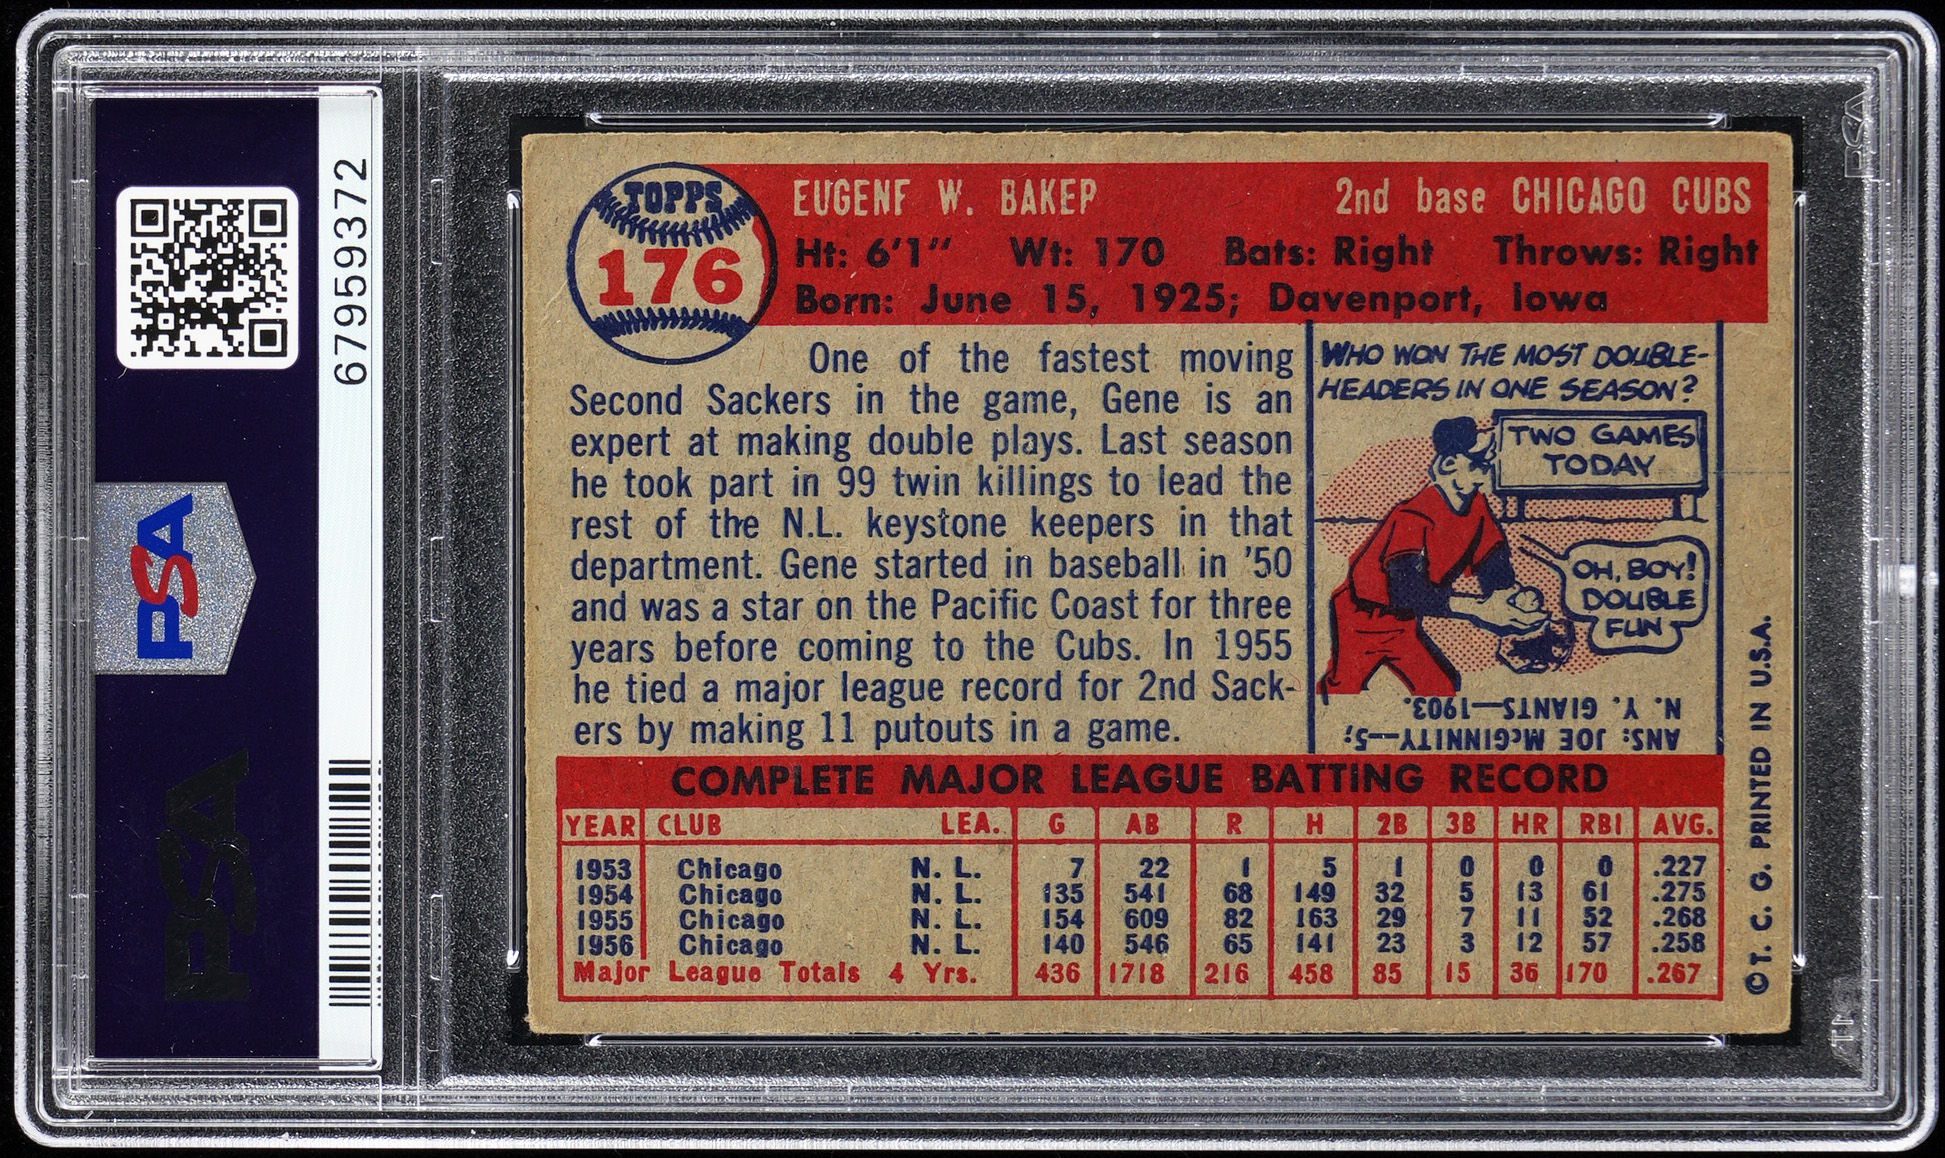 67959372
PSA
PSA
PSA
TOPPS
176
EUGENF W. BAKEP 2nd base CHICAGO CUBS
Ht: 6'1" Wt: 170 Bats: Right Throws: Right
Born: June 15, 1925; Davenport, Iowa
One of the fastest moving
Second Sackers in the game, Gene is an
expert at making double plays. Last season
he took part in 99 twin killings to lead the
rest of the N.L. keystone keepers in that
department. Gene started in baseball in '50
and was a star on the Pacific Coast for three
years before coming to the Cubs. In 1955
he tied a major league record for 2nd Sack-
ers by making 11 putouts in a game.
WHO WON THE MOST DOUBLE-
HEADERS IN ONE SEASON?
TWO GAMES
TODAY
OH, BOY!
DOUBLE
FUN
ANS: JOE McGINNITY—5;
N. Y. GIANTS—1903.
COMPLETE MAJOR LEAGUE BATTING RECORD
YEAR CLUB LEA. G AB R H 2B 3B HR RBI AVG.
1953 Chicago N. L. 7 22 1 5 1 0 0 0 .227
1954 Chicago N. L. 135 541 68 149 32 5 13 61 .275
1955 Chicago N. L. 154 609 82 163 29 7 11 52 .268
1956 Chicago N. L. 140 546 65 141 23 3 12 57 .258
Major League Totals 4 Yrs. 436 1718 216 458 85 15 36 170 .267
©T. C. G. PRINTED IN U.S.A.